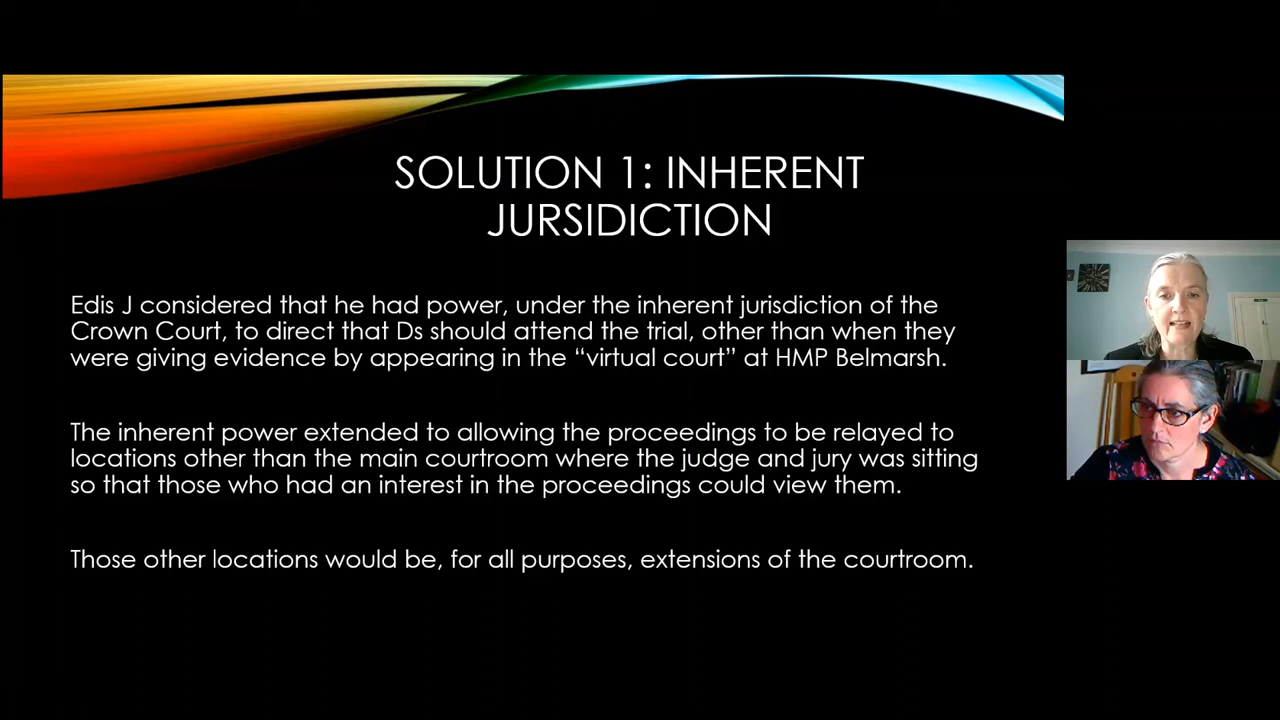 SOLUTION 1: INHERENT
JURSIDICTION
Edis J considered that he had power, under the inherent jurisdiction of the
Crown Court, to direct that Ds should attend the trial, other than when they
were giving evidence by appearing in the “virtual court” at HMP Belmarsh.
The inherent power extended to allowing the proceedings to be relayed to
locations other than the main courtroom where the judge and jury was sitting
so that those who had an interest in the proceedings could view them.
Those other locations would be, for all purposes, extensions of the courtroom.